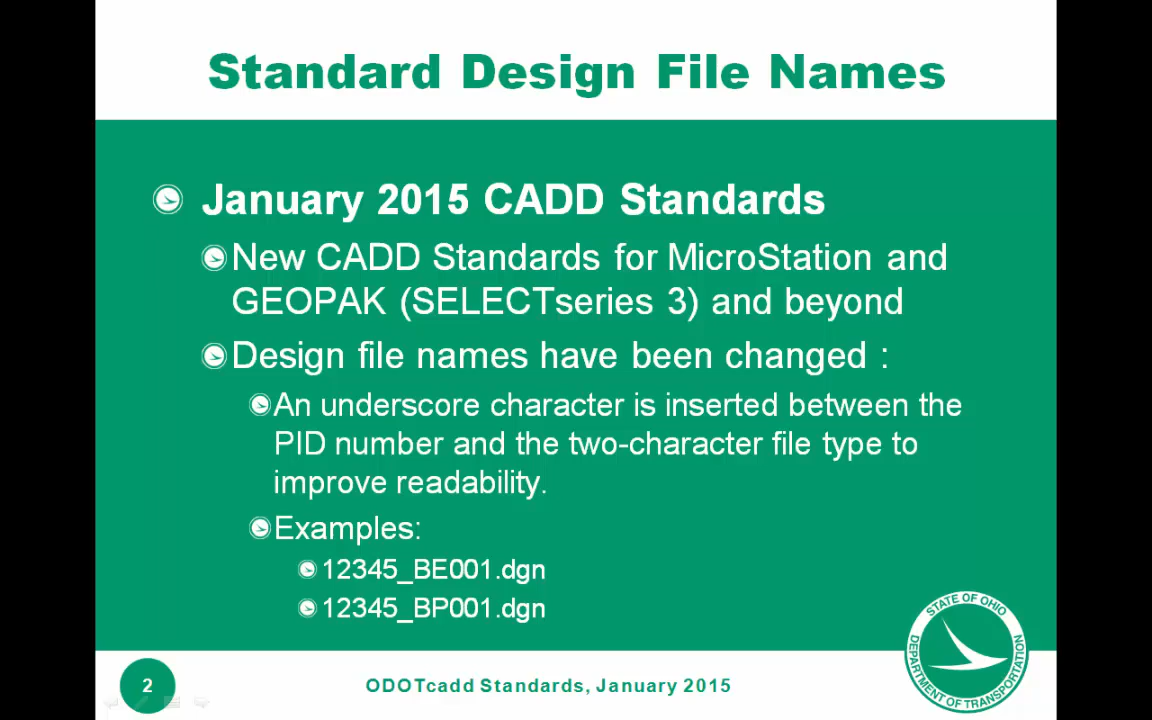 Standard Design File Names
January 2015 CADD Standards
New CADD Standards for MicroStation and
GEOPAK (SELECTseries 3) and beyond
Design file names have been changed :
An underscore character is inserted between the
PID number and the two-character file type to
improve readability.
Examples:
12345_BE001.dgn
12345_BP001.dgn
STATE OF OHIO
DEPARTMENT OF TRANSPORTATION
2
ODOTcadd Standards, January 2015